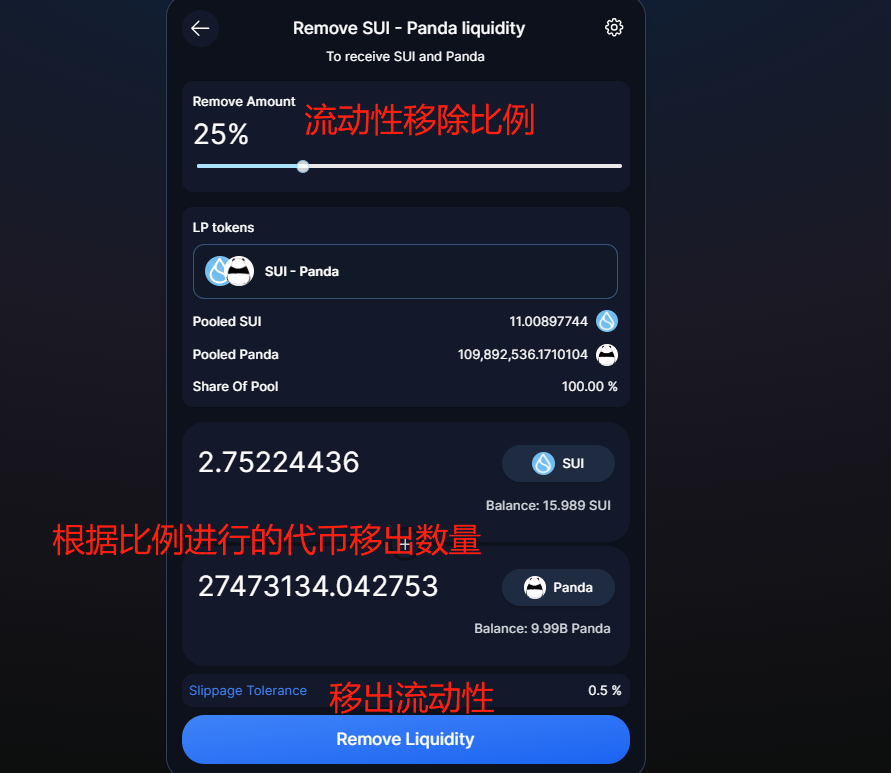 Remove SUI - Panda liquidity
To receive SUI and Panda
Remove Amount
流动性移除比例
25%
LP tokens
SUI - Panda
Pooled SUI 11.00897744
Pooled Panda 109,892,536.1710104
Share Of Pool 100.00 %
2.75224436 SUI
Balance: 15.989 SUI
根据比例进行的代币移出数量
+
27473134.042753 Panda
Balance: 9.99B Panda
Slippage Tolerance 移出流动性 0.5 %
Remove Liquidity